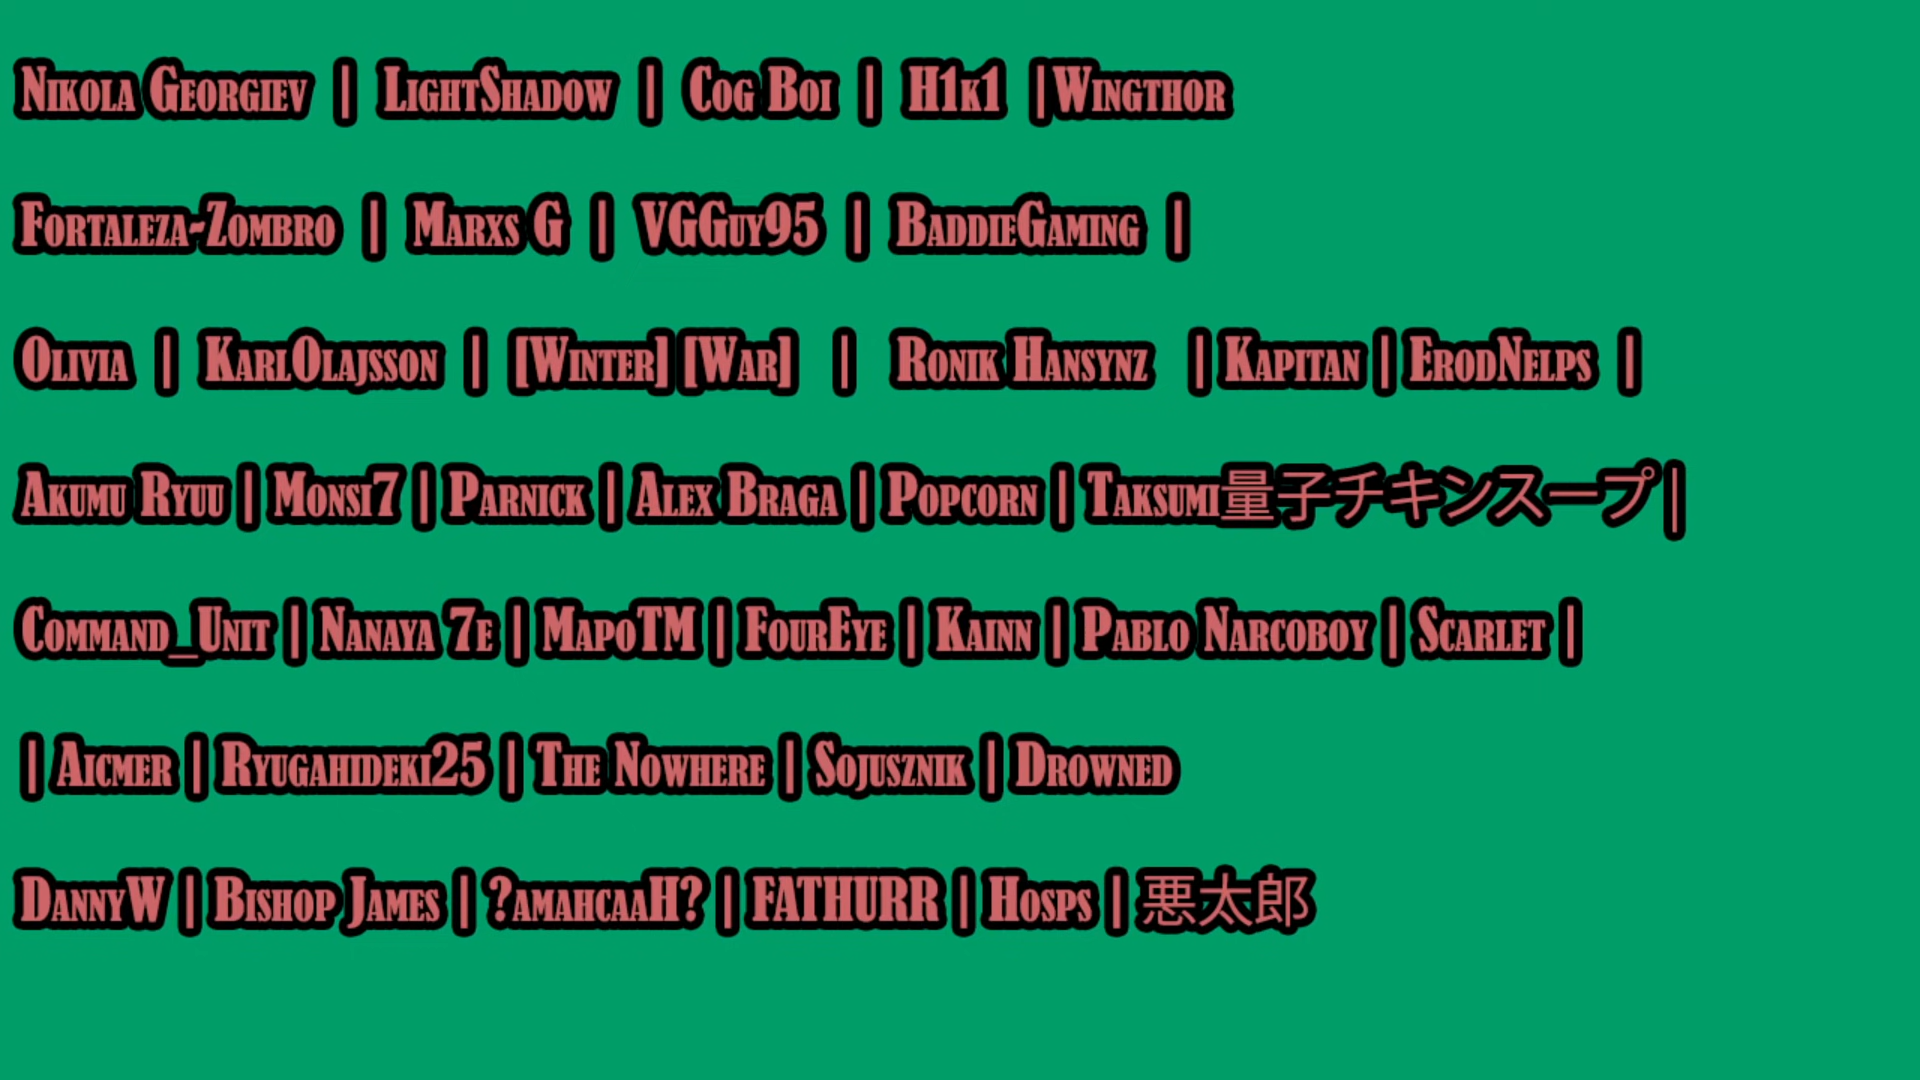 Nikola Georgiev | LightShadow | Cog Boi | H1k1 |Wingthor
Fortaleza-Zombro | Marxs G | VGGuy95 | BaddieGaming |
Olivia | KarlOlajsson | [Winter] [War] | Ronik Hansynz | Kapitan | ErodNelps |
Akumu Ryuu | Monsi7 | Parnick | Alex Braga | Popcorn | Taksumi量子チキンスープ |
Command_Unit | Nanaya 7e | MapoTM | FourEye | Kainn | Pablo Narcoboy | Scarlet |
| Aicmer | Ryugahideki25 | The Nowhere | Sojusznik | Drowned
DannyW | Bishop James | ?amahcaaH? | FATHURR | Hosps | 悪太郎